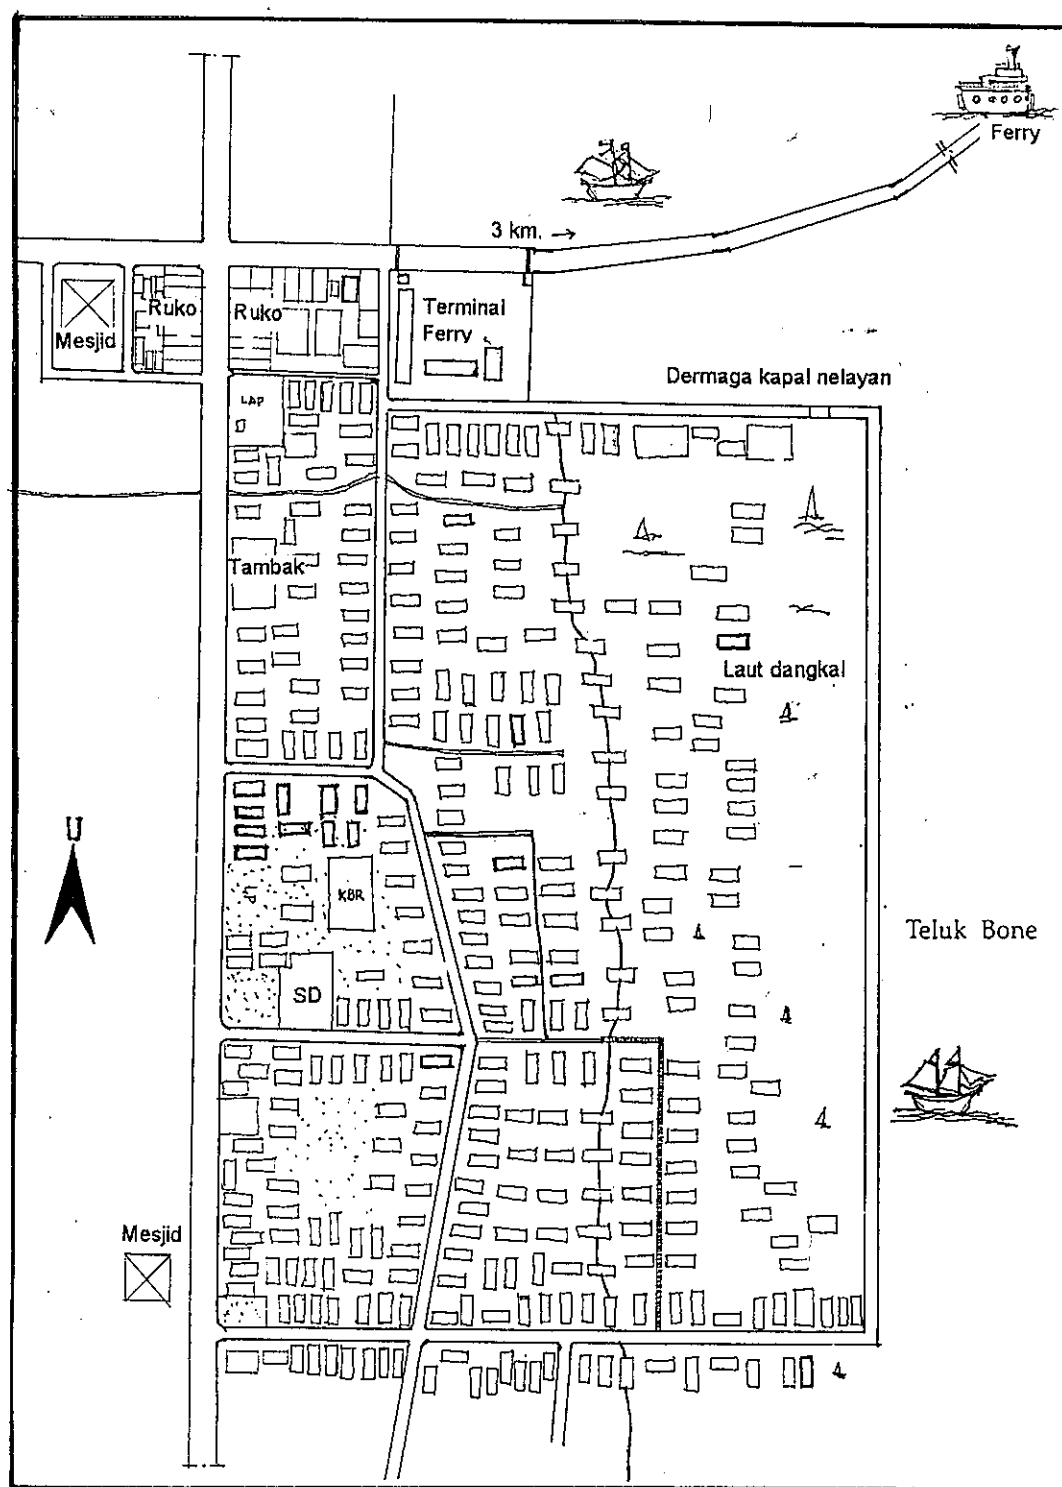 Ferry
3 km.
Ruko
Ruko
Terminal
Ferry
Mesjid
Dermaga kapal nelayan
LAP
Tambak
Laut dangkal
U
KBR
LP
Teluk Bone
SD
Mesjid